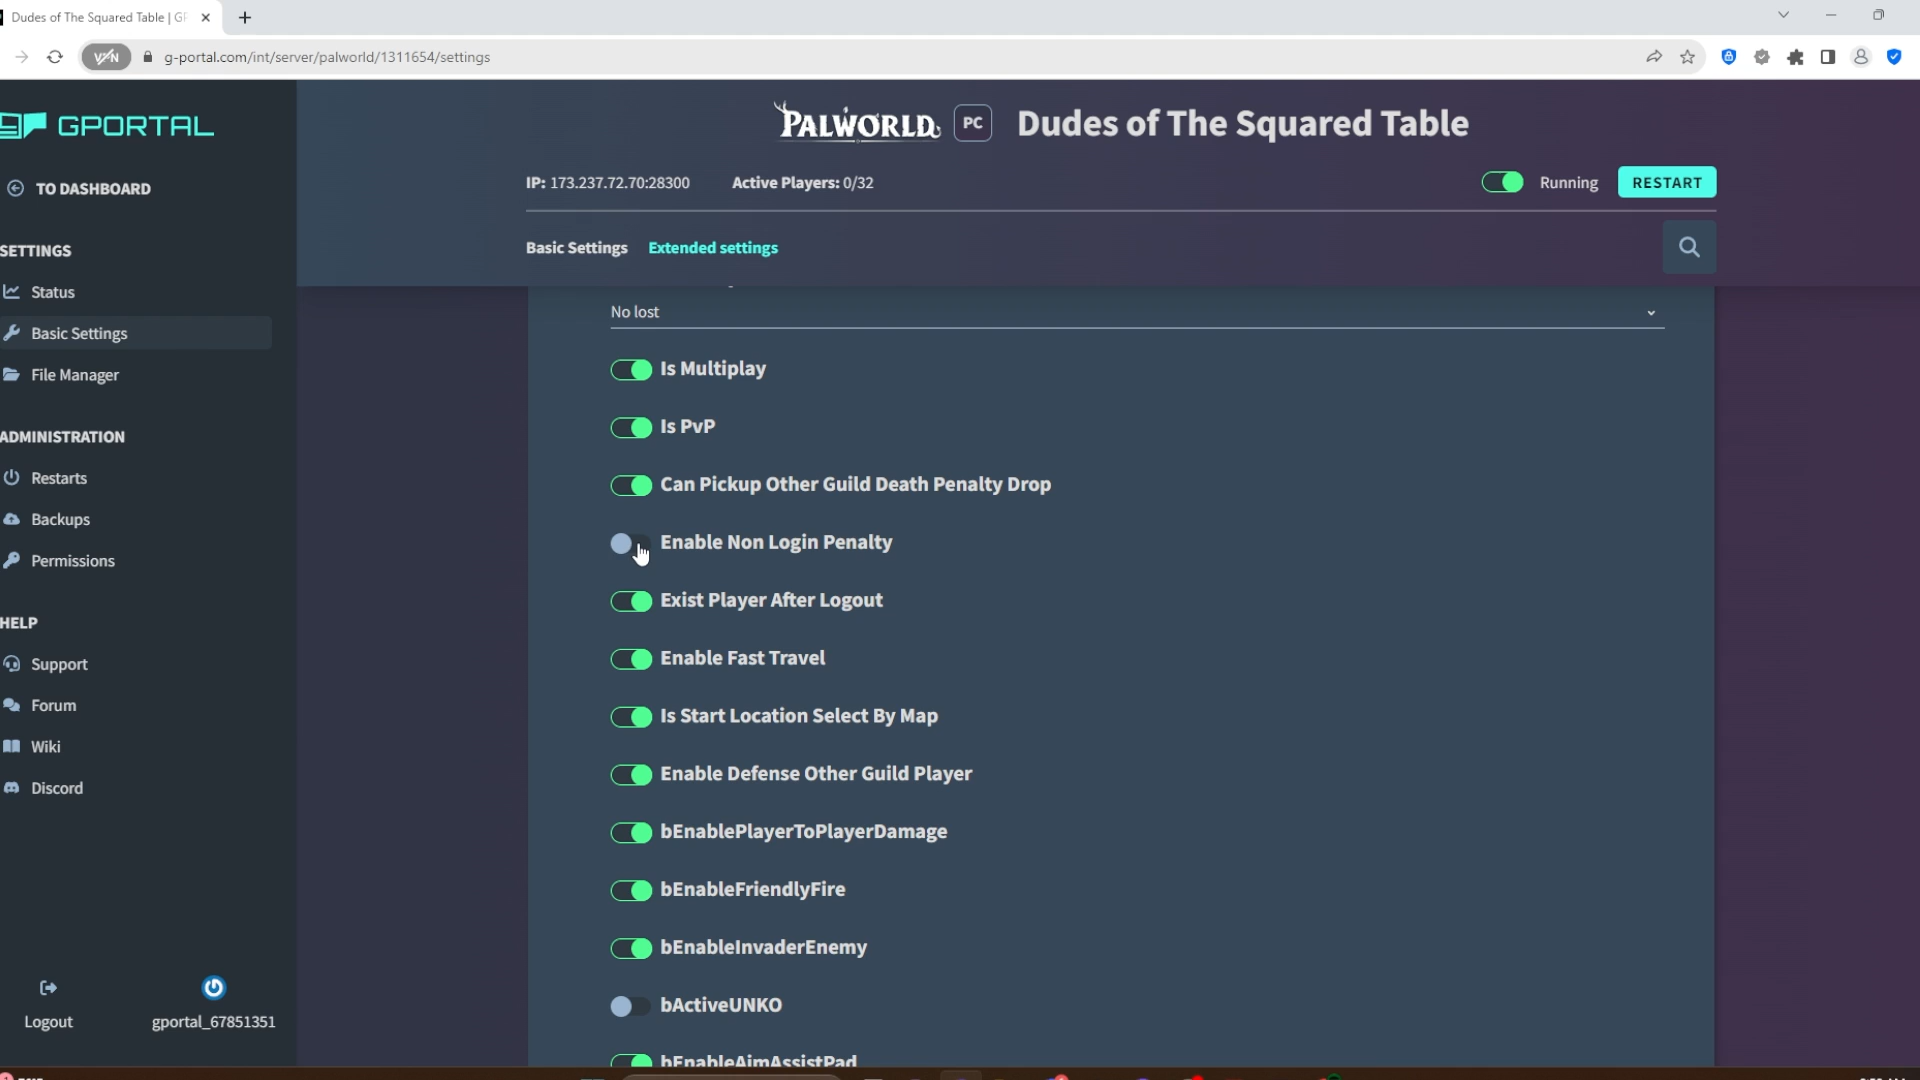 Dudes of The Squared Table | GP
VPN
g-portal.com/int/server/palworld/1311654/settings
GPORTAL
PALWORLD PC Dudes of The Squared Table
TO DASHBOARD
IP: 173.237.72.70:28300 Active Players: 0/32 Running RESTART
SETTINGS
Basic Settings Extended settings
Status
Basic Settings
File Manager
ADMINISTRATION
Restarts
Backups
Permissions
HELP
Support
Forum
Wiki
Discord
Logout
gportal_67851351
No lost
Is Multiplay
Is PvP
Can Pickup Other Guild Death Penalty Drop
Enable Non Login Penalty
Exist Player After Logout
Enable Fast Travel
Is Start Location Select By Map
Enable Defense Other Guild Player
bEnablePlayerToPlayerDamage
bEnableFriendlyFire
bEnableInvaderEnemy
bActiveUNKO
bEnableAimAssistPad